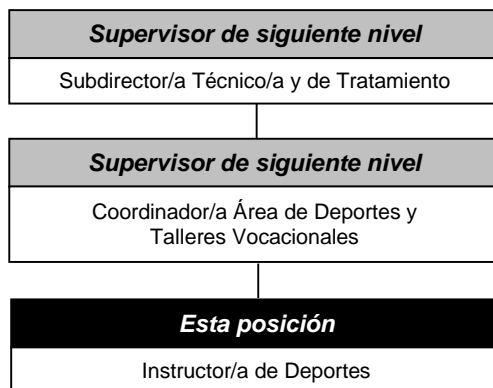 Supervisor de siguiente nivel
Subdirector/a Técnico/a y de Tratamiento
Supervisor de siguiente nivel
Coordinador/a Área de Deportes y
Talleres Vocacionales
Esta posición
Instructor/a de Deportes